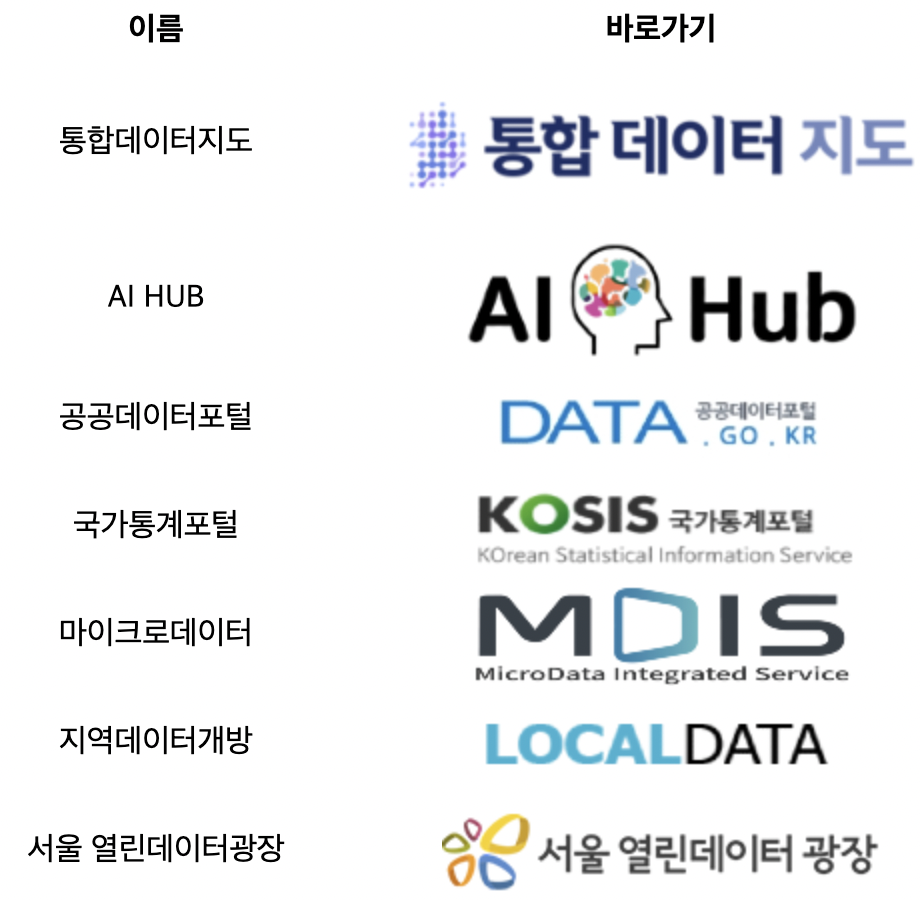 이름 바로가기
통합데이터지도 통합 데이터 지도
AI HUB AI Hub
공공데이터포털 DATA 공공데이터포털
. GO . KR
국가통계포털 KOSIS 국가통계포털
KOrean Statistical Information Service
마이크로데이터 MDIS
MicroData Integrated Service
지역데이터개방 LOCALDATA
서울 열린데이터광장 서울 열린데이터 광장